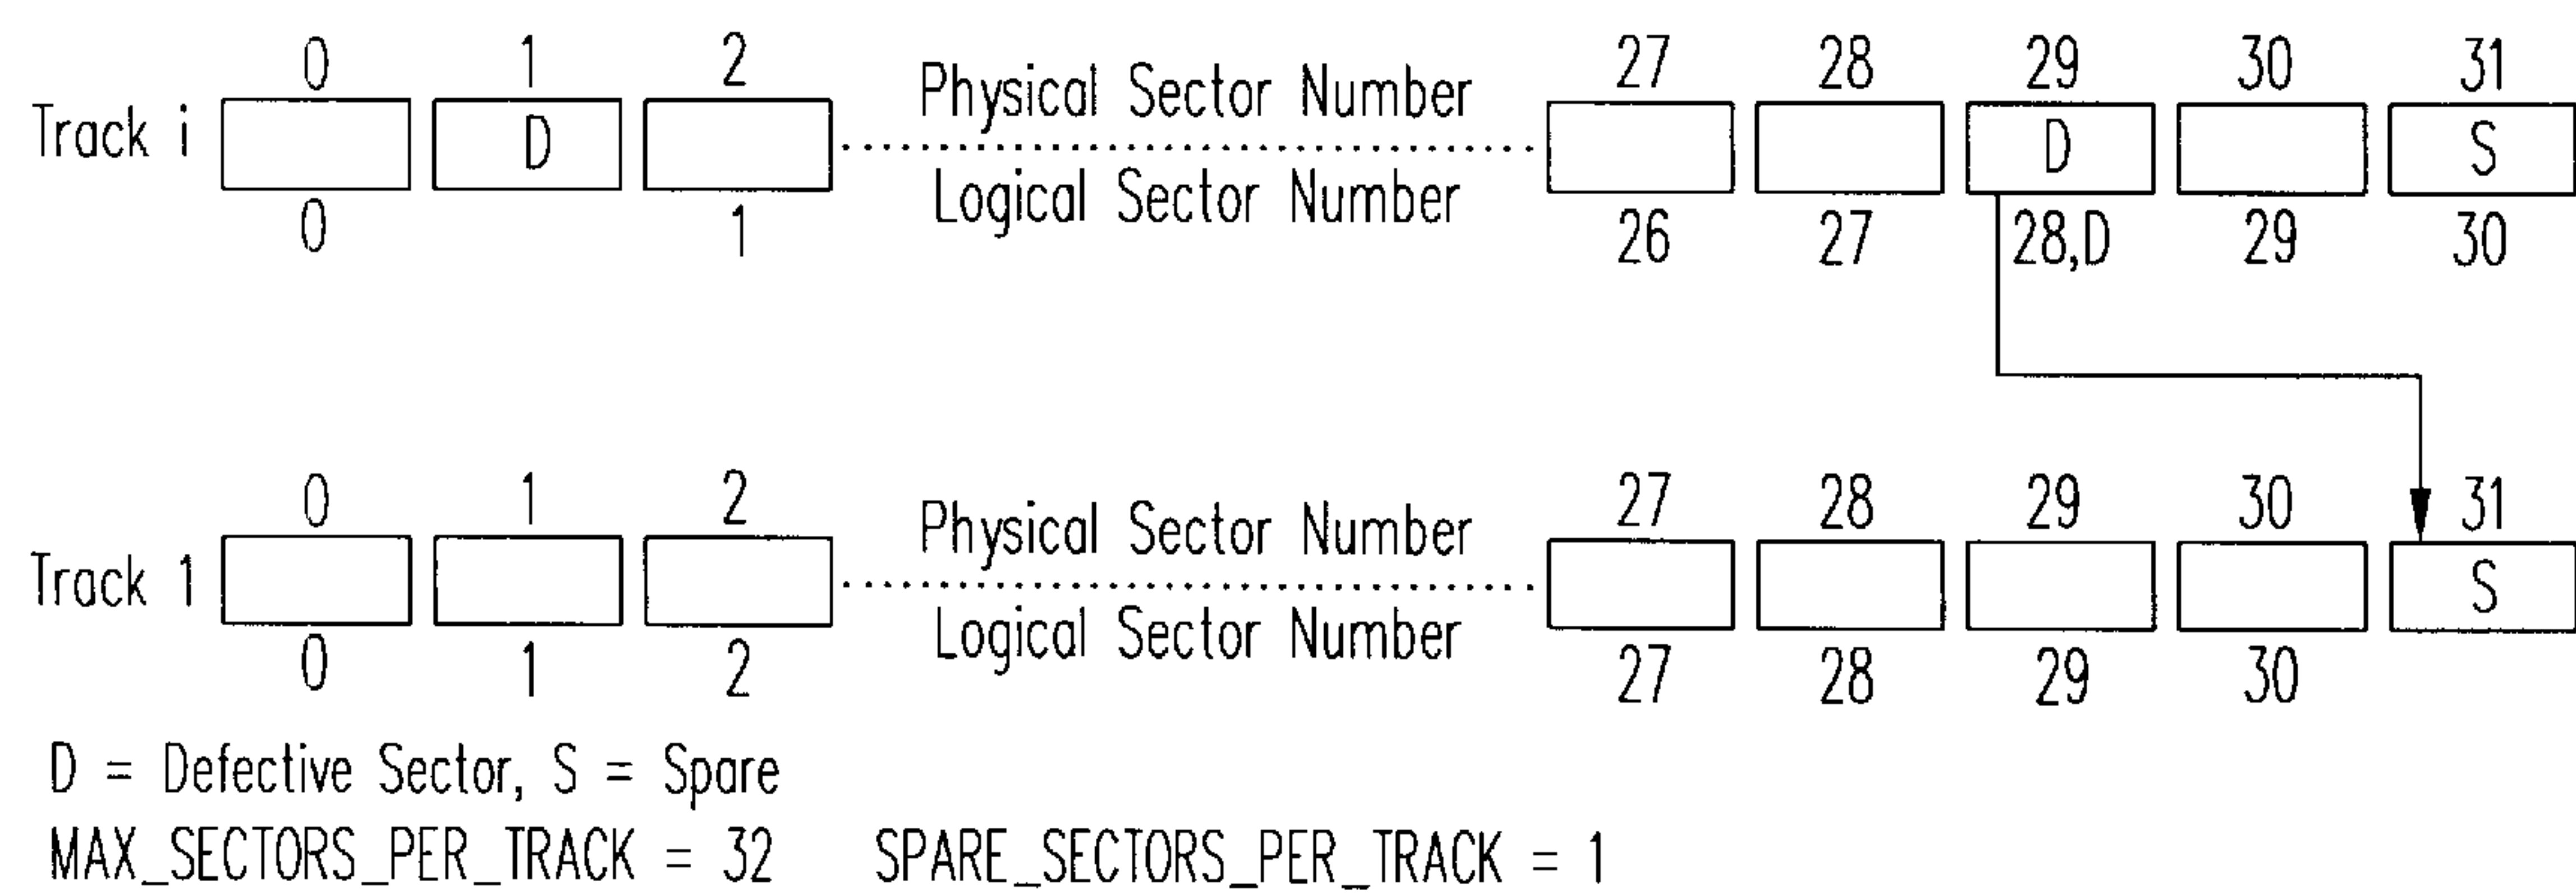 0 1 2 27 28 29 30 31
Physical Sector Number
Track i D D S
Logical Sector Number
0 1 26 27 28,D 29 30
0 1 2 27 28 29 30 31
Physical Sector Number
Track 1 S
Logical Sector Number
0 1 2 27 28 29 30
D = Defective Sector, S = Spare
MAX_SECTORS_PER_TRACK = 32 SPARE_SECTORS_PER_TRACK = 1